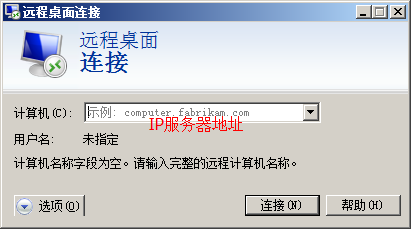 远程桌面连接
远程桌面
连接
计算机(C):
示例: computer.fabrikam.com
IP服务器地址
用户名: 未指定
计算机名称字段为空。请输入完整的远程计算机名称。
选项(O)
连接(N)
帮助(H)